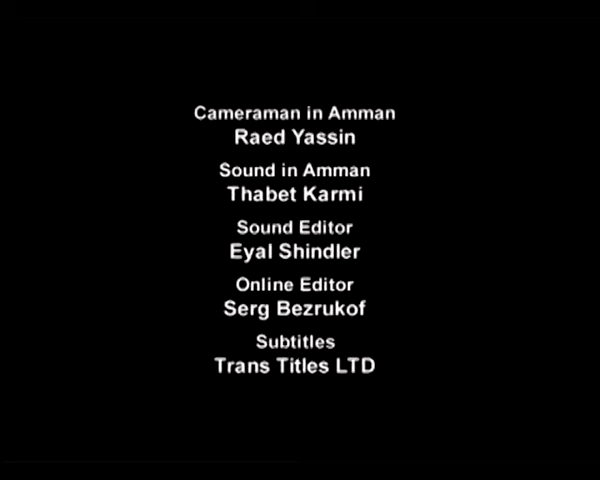 Cameraman in Amman
Raed Yassin
Sound in Amman
Thabet Karmi
Sound Editor
Eyal Shindler
Online Editor
Serg Bezrukof
Subtitles
Trans Titles LTD